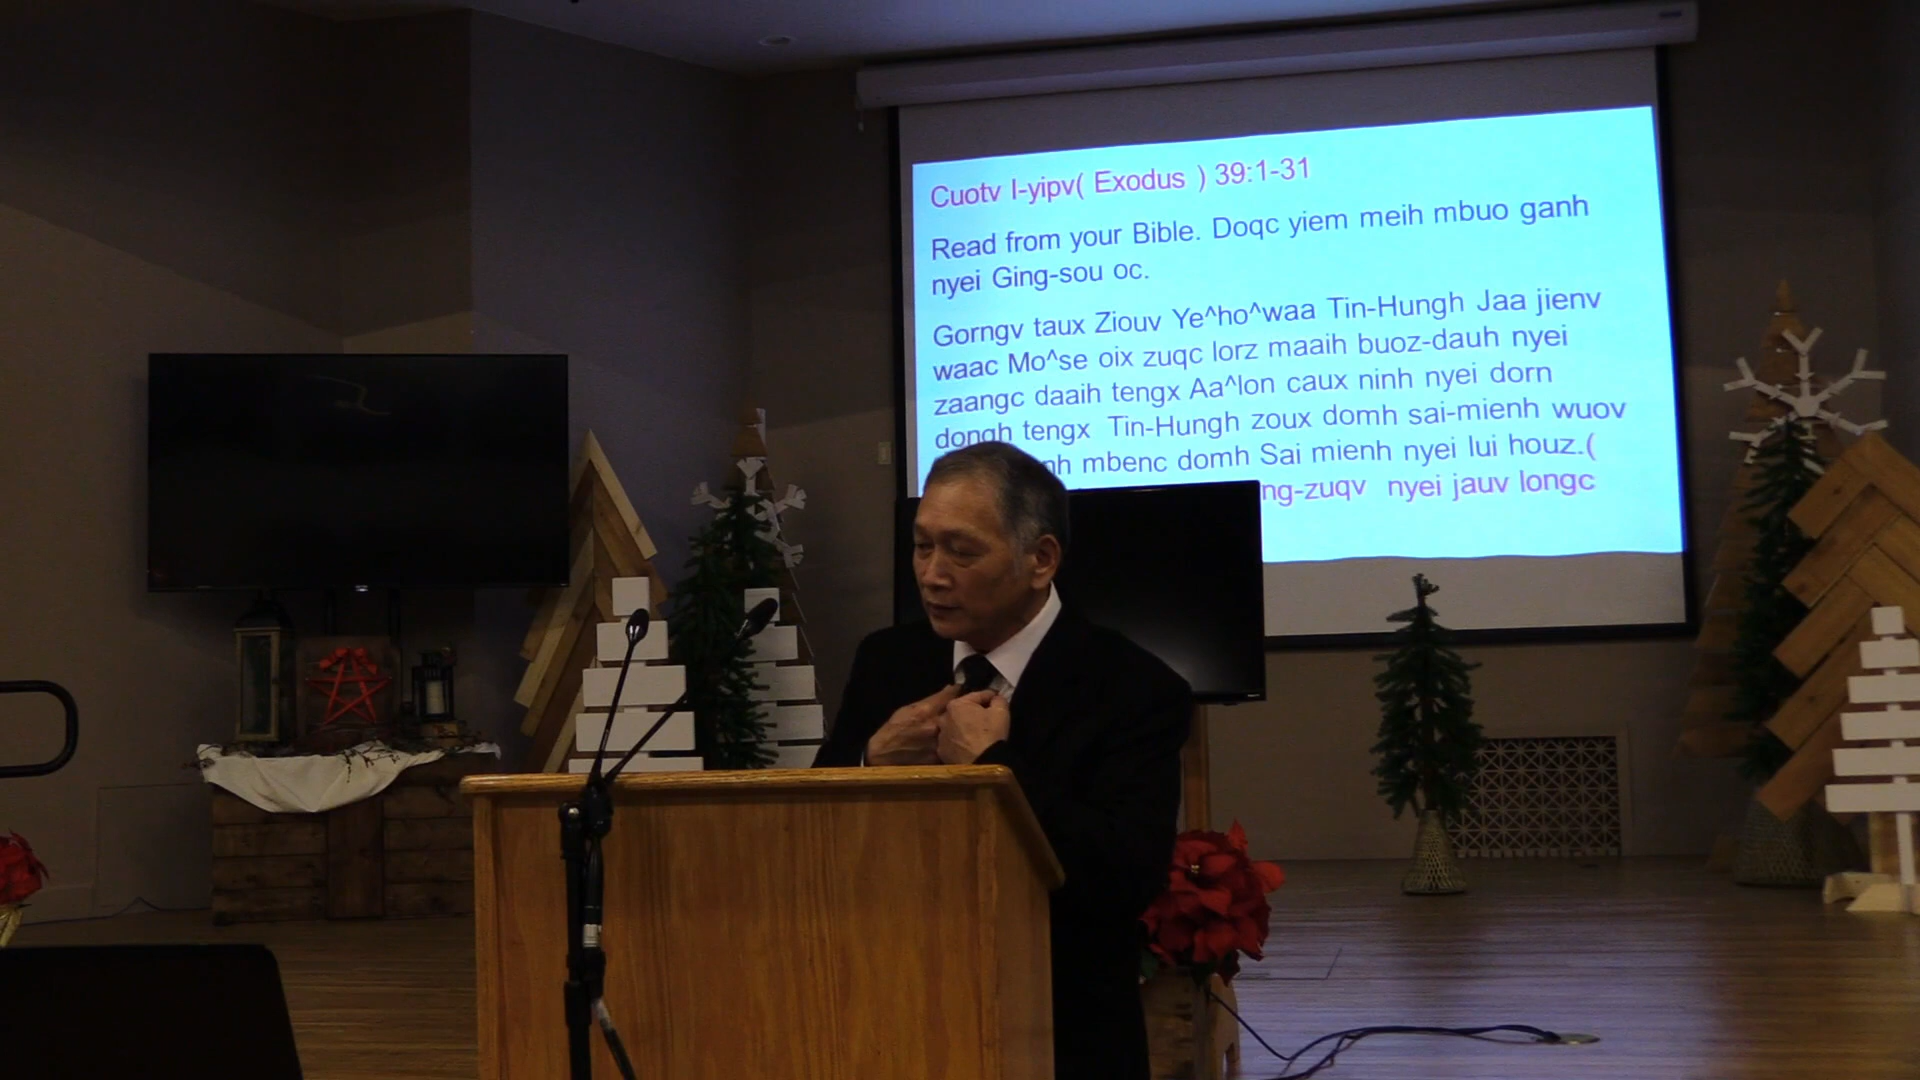 Cuotv I-yipv( Exodus ) 39:1-31
Read from your Bible. Doqc yiem meih mbuo ganh
nyei Ging-sou oc.
Gorngv taux Ziouv Ye^ho^waa Tin-Hungh Jaa jienv
waac Mo^se oix zuqc lorz maaih buoz-dauh nyei
zaangc daaih tengx Aa^lon caux ninh nyei dorn
dongh tengx Tin-Hungh zoux domh sai-mienh wuov
mbenc domh Sai mienh nyei lui houz.(
nyei jauv longc